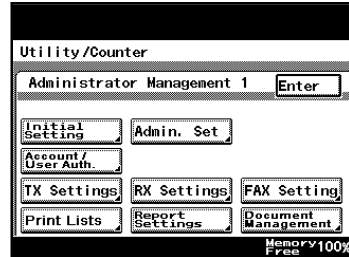 Utility/Counter
Administrator Management 1 Enter
Initial Setting
Admin. Set
Account/ User Auth.
TX Settings RX Settings FAX Setting
Print Lists
Report Settings
Document Management
Memory Free 100%